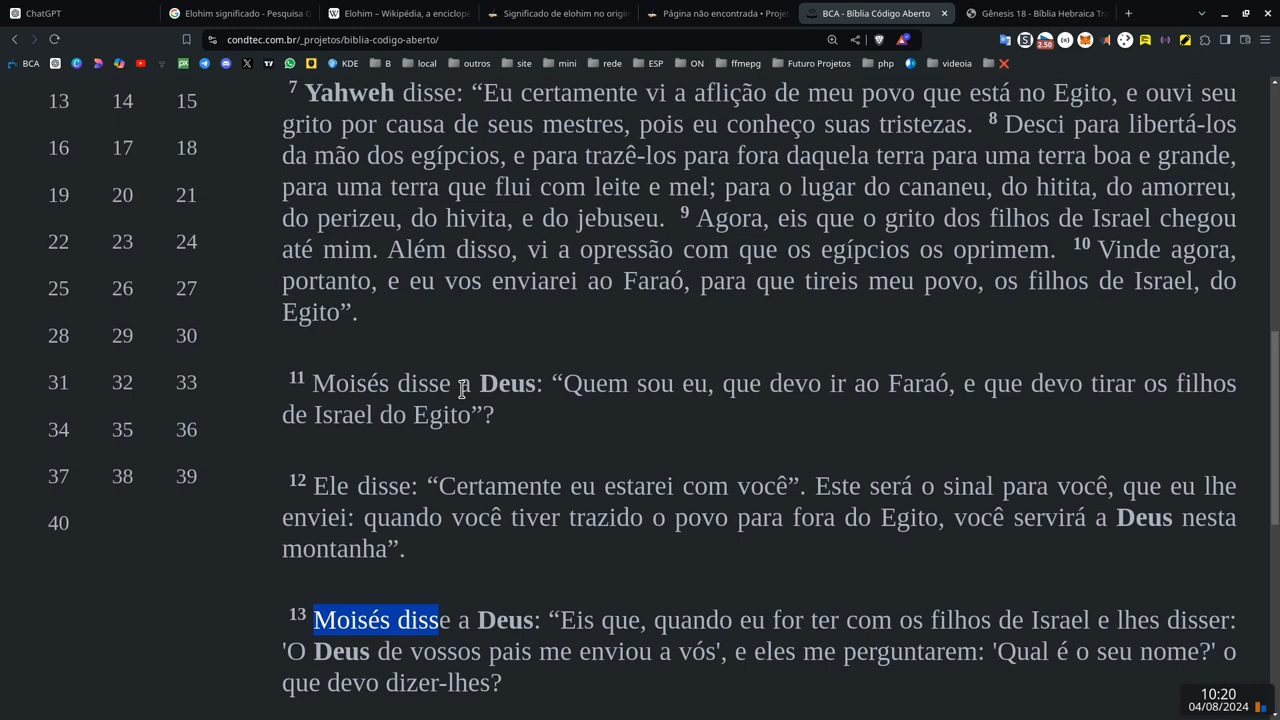 ChatGPT
Elohim significado - Pesquisa G
Elohim – Wikipédia, a enciclope
Significado de elohim no origin
Página não encontrada • Projet
BCA - Bíblia Código Aberto
Gênesis 18 - Bíblia Hebraica Tra
condtec.com.br/_projetos/biblia-codigo-aberto/
2.50
BCA
KDE
B
local
outros
site
mini
rede
ESP
ON
ffmepg
Futuro Projetos
php
videoia
13 14 15
16 17 18
19 20 21
22 23 24
25 26 27
28 29 30
31 32 33
34 35 36
37 38 39
40
7 Yahweh disse: “Eu certamente vi a aflição de meu povo que está no Egito, e ouvi seu
grito por causa de seus mestres, pois eu conheço suas tristezas. 8 Desci para libertá-los
da mão dos egípcios, e para trazê-los para fora daquela terra para uma terra boa e grande,
para uma terra que flui com leite e mel; para o lugar do cananeu, do hitita, do amorreu,
do perizeu, do hivita, e do jebuseu. 9 Agora, eis que o grito dos filhos de Israel chegou
até mim. Além disso, vi a opressão com que os egípcios os oprimem. 10 Vinde agora,
portanto, e eu vos enviarei ao Faraó, para que tireis meu povo, os filhos de Israel, do
Egito”.
11 Moisés disse a Deus: “Quem sou eu, que devo ir ao Faraó, e que devo tirar os filhos
de Israel do Egito”?
12 Ele disse: “Certamente eu estarei com você”. Este será o sinal para você, que eu lhe
enviei: quando você tiver trazido o povo para fora do Egito, você servirá a Deus nesta
montanha”.
13 Moisés disse a Deus: “Eis que, quando eu for ter com os filhos de Israel e lhes disser:
'O Deus de vossos pais me enviou a vós', e eles me perguntarem: 'Qual é o seu nome?' o
que devo dizer-lhes?
10:20
04/08/2024